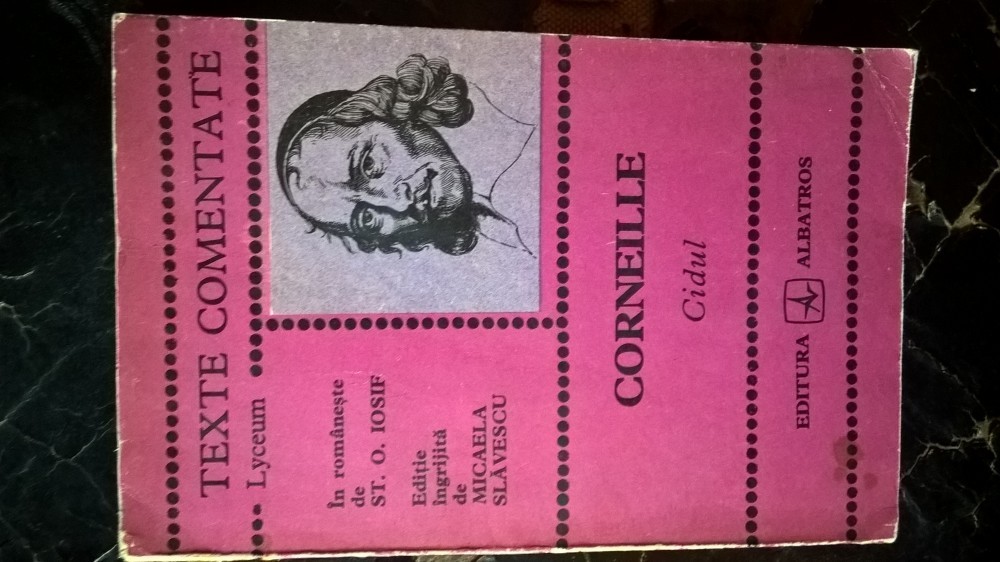 TEXTE COMENTATE
Lyceum
În românește
de
ST. O. IOSIF
Ediție
îngrijită
de
MICAELA
SLĂVESCU
CORNEILLE
Cidul
EDITURA ALBATROS